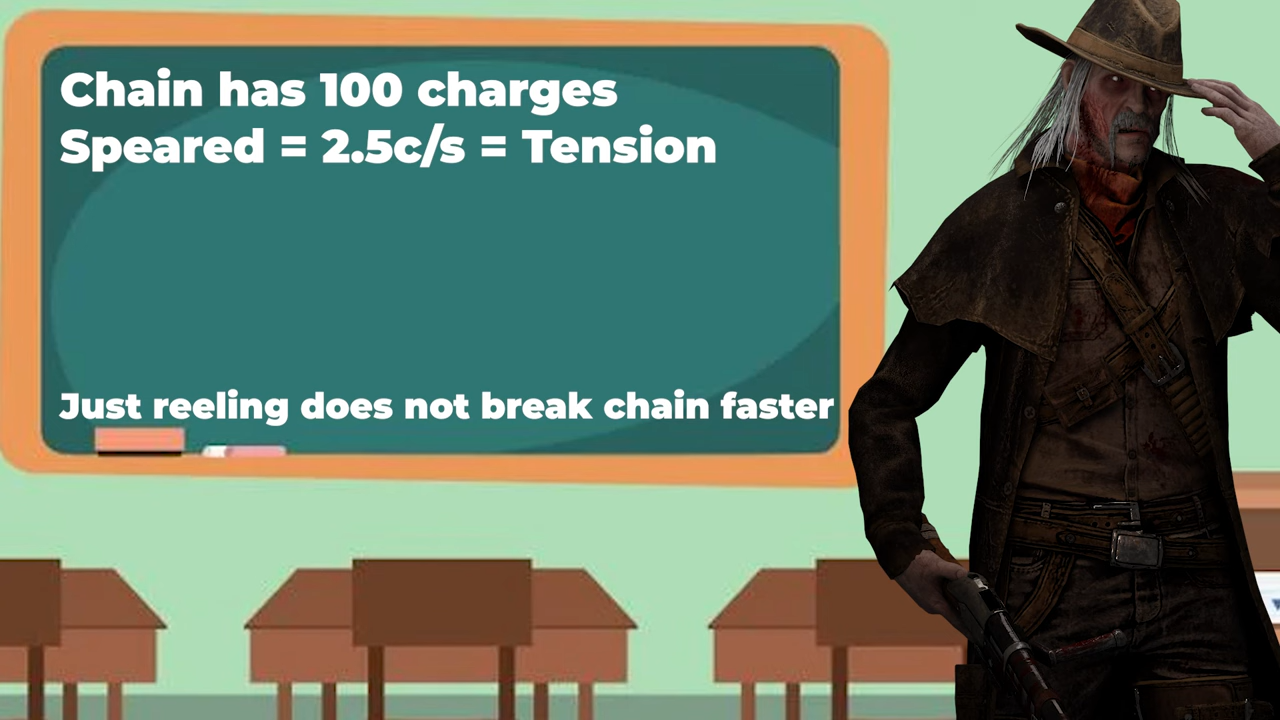 Chain has 100 charges
Speared = 2.5c/s = Tension
Just reeling does not break chain faster